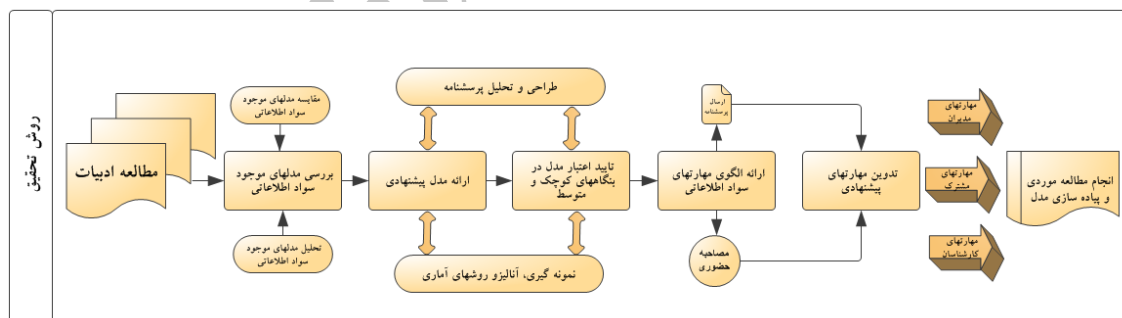 روش تحقیق
مطالعه ادبیات
مقایسه مدلهای موجود
سواد اطلاعاتی
بررسی مدلهای موجود
سواد اطلاعاتی
تحلیل مدلهای موجود
سواد اطلاعاتی
طراحی و تحلیل پرسشنامه
ارائه مدل پیشنهادی
تایید اعتبار مدل در
بنگاههای کوچک و
متوسط
نمونه گیری، آنالیزو روشهای آماری
ارسال
پرسشنامه
ارائه الگوی مهارتهای
سواد اطلاعاتی
مصاحبه
حضوری
تدوین مهارتهای
پیشنهادی
مهارتهای
مدیران
مهارتهای
مشترک
مهارتهای
کارشناسان
انجام مطالعه موردی
و پیاده سازی مدل